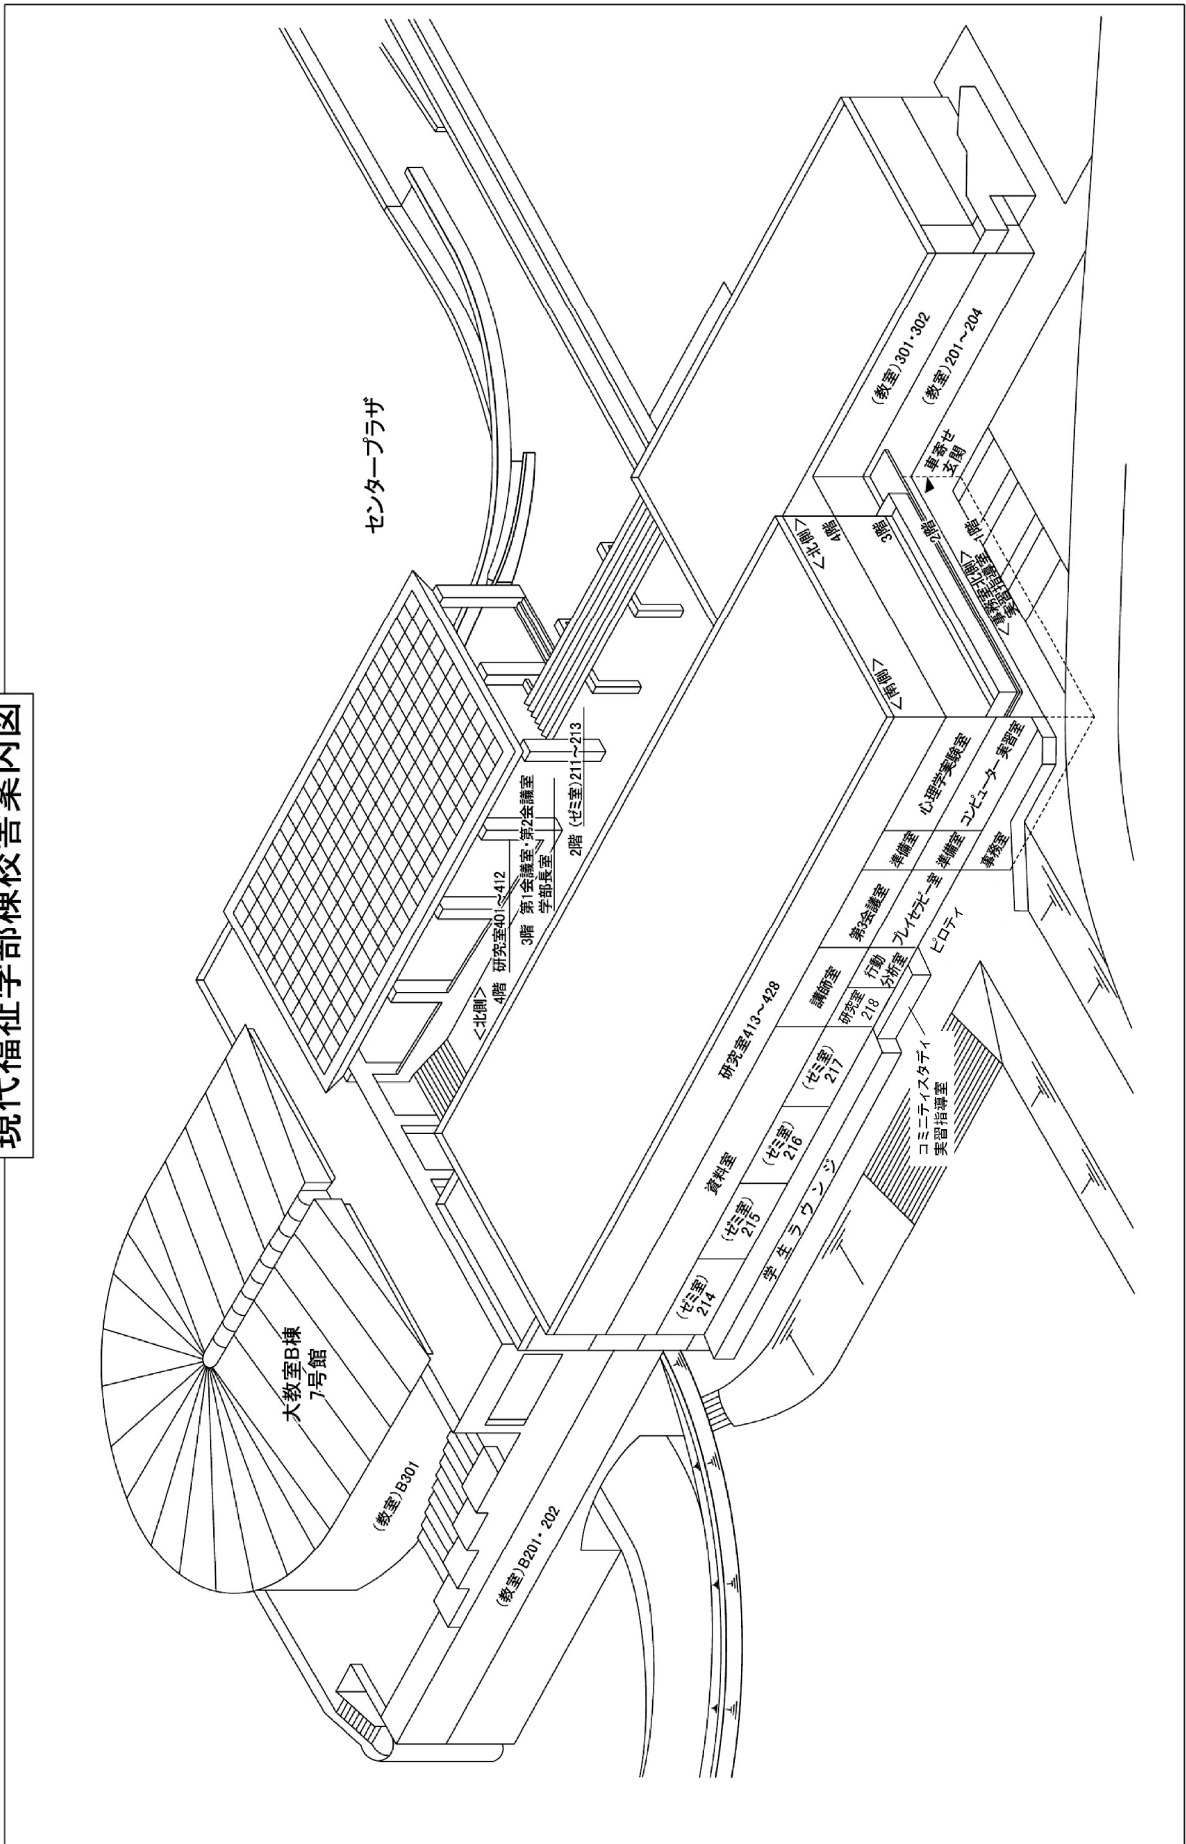 現代福祉学部棟校舎案内図
センタープラザ
大教室B棟
7号館
(教室)B301
(教室)B201・202
<北側>
4階 研究室401~412
3階 第1会議室・第2会議室
学部長室
2階 (ゼミ室)211~213
(教室)301・302
(教室)201~204
車寄せ
玄関
<北側>
4階
3階
2階
1階
<南側>
<事務室北側>
実習指導室
研究室413~428
資料室
講師室
第3会議室
準備室
心理学実験室
(ゼミ室)
214
(ゼミ室)
215
(ゼミ室)
216
(ゼミ室)
217
研究室
218
行動
分析室
プレイセラピー室
準備室
コンピューター実習室
学生ラウンジ
コミニティスタディ
実習指導室
ピロティ
事務室